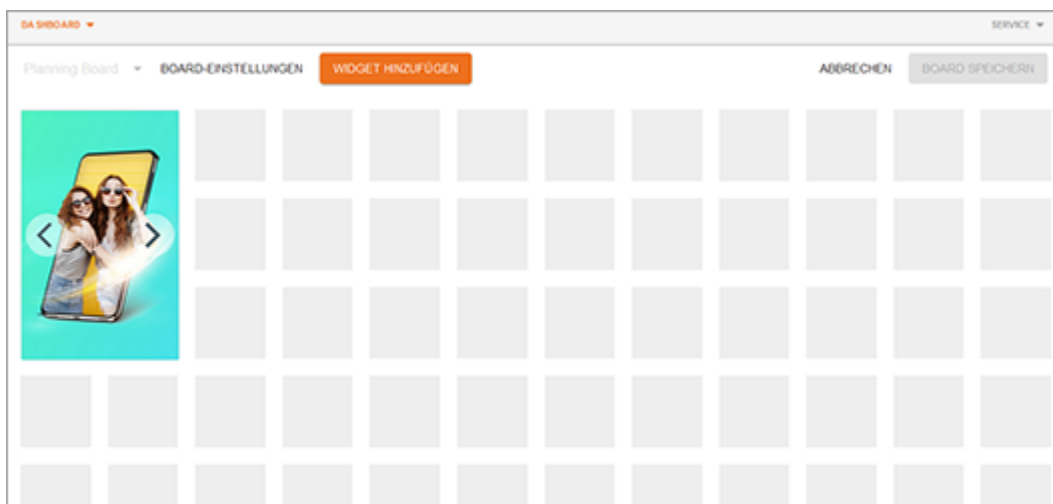 DASHBOARD
SERVICE
Planning Board
BOARD-EINSTELLUNGEN
WIDGET HINZUFÜGEN
ABBRECHEN
BOARD SPEICHERN